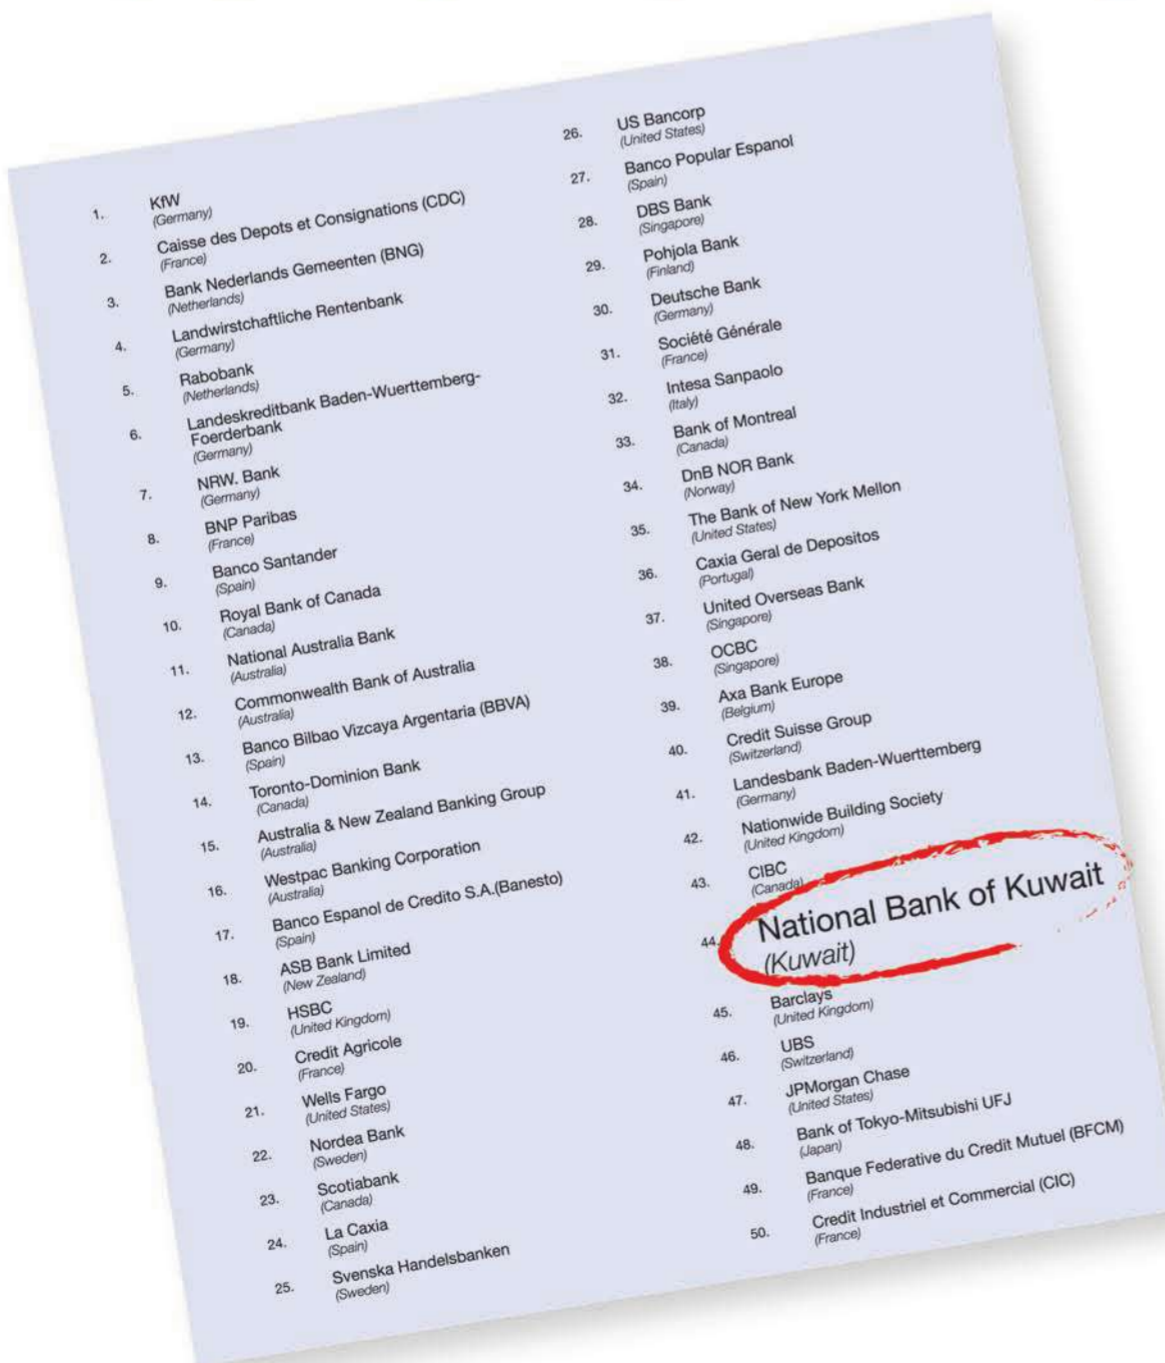 1. KfW
(Germany)
2. Caisse des Depots et Consignations (CDC)
(France)
3. Bank Nederlands Gemeenten (BNG)
(Netherlands)
4. Landwirstchaftliche Rentenbank
(Germany)
5. Rabobank
(Netherlands)
6. Landeskreditbank Baden-Wuerttemberg-
Foerderbank
(Germany)
7. NRW. Bank
(Germany)
8. BNP Paribas
(France)
9. Banco Santander
(Spain)
10. Royal Bank of Canada
(Canada)
11. National Australia Bank
(Australia)
12. Commonwealth Bank of Australia
(Australia)
13. Banco Bilbao Vizcaya Argentaria (BBVA)
(Spain)
14. Toronto-Dominion Bank
(Canada)
15. Australia & New Zealand Banking Group
(Australia)
16. Westpac Banking Corporation
(Australia)
17. Banco Espanol de Credito S.A.(Banesto)
(Spain)
18. ASB Bank Limited
(New Zealand)
19. HSBC
(United Kingdom)
20. Credit Agricole
(France)
21. Wells Fargo
(United States)
22. Nordea Bank
(Sweden)
23. Scotiabank
(Canada)
24. La Caxia
(Spain)
25. Svenska Handelsbanken
(Sweden)
26. US Bancorp
(United States)
27. Banco Popular Espanol
(Spain)
28. DBS Bank
(Singapore)
29. Pohjola Bank
(Finland)
30. Deutsche Bank
(Germany)
31. Société Générale
(France)
32. Intesa Sanpaolo
(Italy)
33. Bank of Montreal
(Canada)
34. DnB NOR Bank
(Norway)
35. The Bank of New York Mellon
(United States)
36. Caxia Geral de Depositos
(Portugal)
37. United Overseas Bank
(Singapore)
38. OCBC
(Singapore)
39. Axa Bank Europe
(Belgium)
40. Credit Suisse Group
(Switzerland)
41. Landesbank Baden-Wuerttemberg
(Germany)
42. Nationwide Building Society
(United Kingdom)
43. CIBC
(Canada)
44. National Bank of Kuwait
(Kuwait)
45. Barclays
(United Kingdom)
46. UBS
(Switzerland)
47. JPMorgan Chase
(United States)
48. Bank of Tokyo-Mitsubishi UFJ
(Japan)
49. Banque Federative du Credit Mutuel (BFCM)
(France)
50. Credit Industriel et Commercial (CIC)
(France)